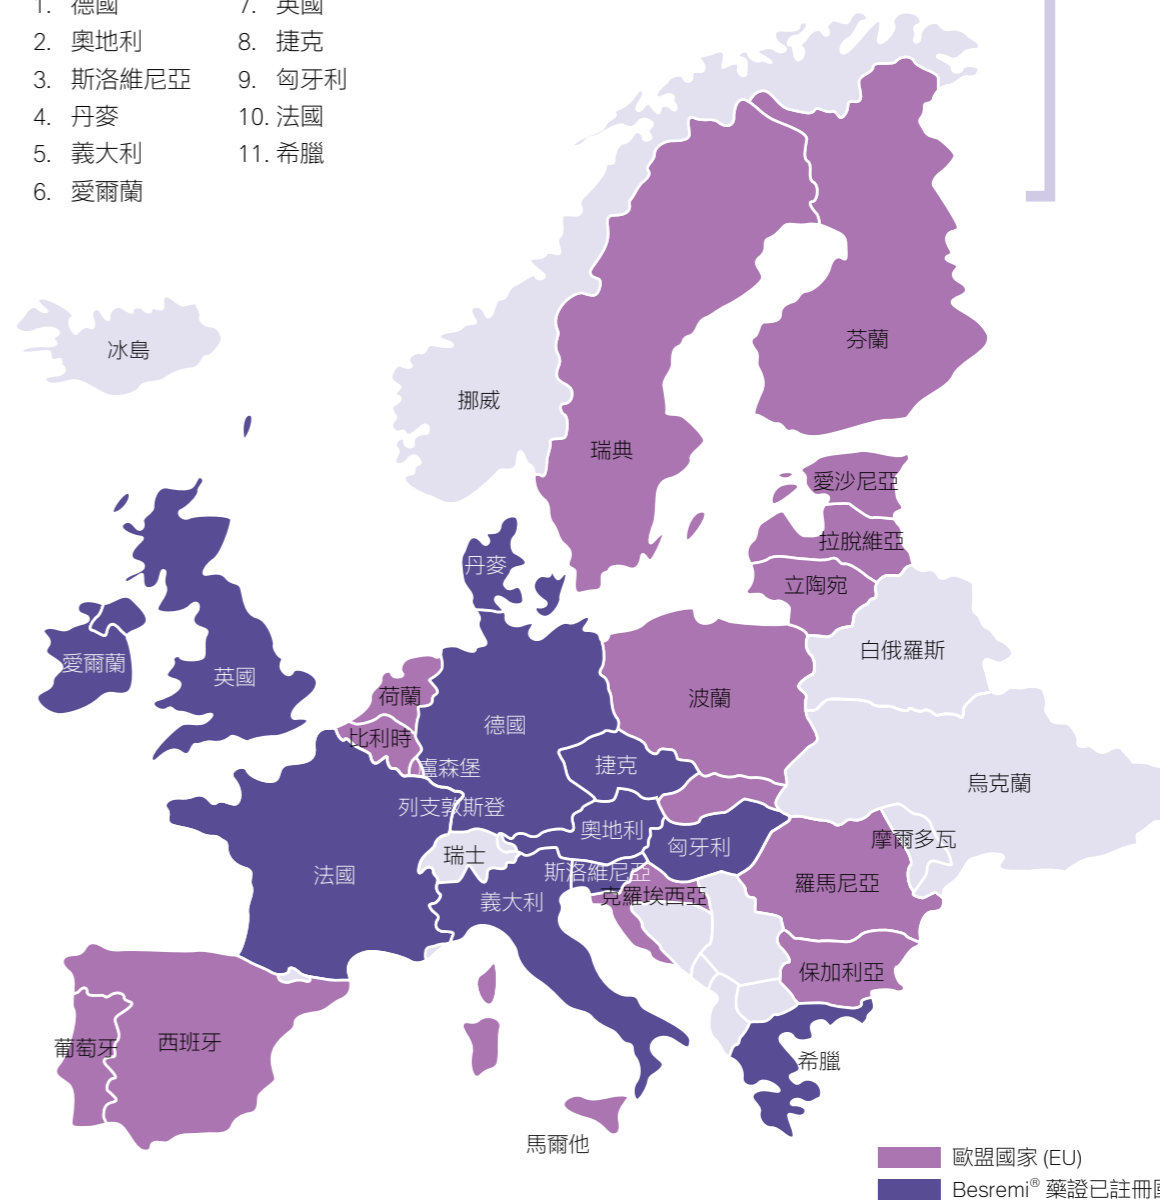 1. 德國
2. 奧地利
3. 斯洛維尼亞
4. 丹麥
5. 義大利
6. 愛爾蘭
7. 英國
8. 捷克
9. 匈牙利
10. 法國
11. 希臘
冰島
挪威
芬蘭
瑞典
愛沙尼亞
拉脫維亞
立陶宛
丹麥
白俄羅斯
愛爾蘭
英國
荷蘭
波蘭
比利時
德國
盧森堡
捷克
烏克蘭
列支敦斯登
奧地利
摩爾多瓦
匈牙利
瑞士
法國
斯洛維尼亞
羅馬尼亞
克羅埃西亞
義大利
保加利亞
葡萄牙
西班牙
希臘
馬爾他
歐盟國家 (EU)
Besremi® 藥證已註冊